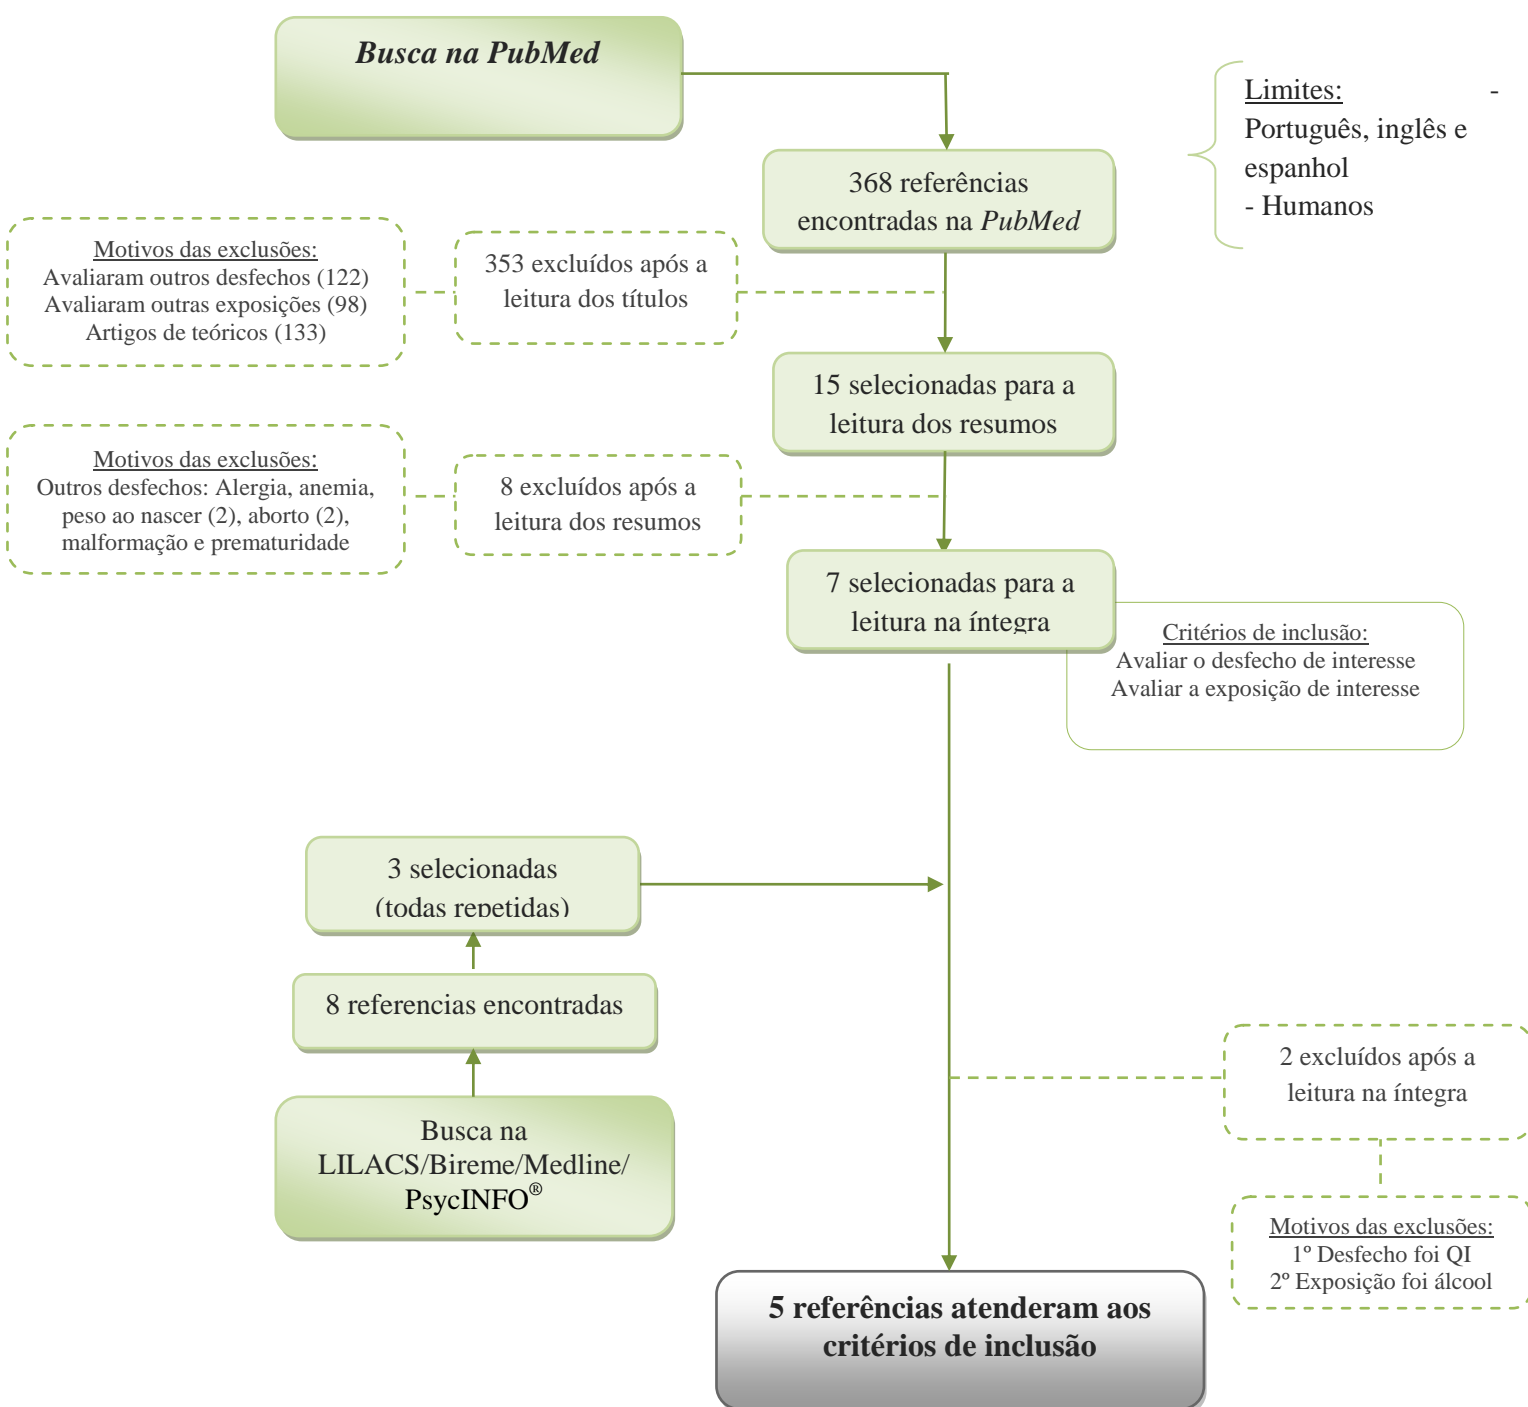 Busca na PubMed
Limites: -
Português, inglês e
espanhol
- Humanos
368 referências
encontradas na PubMed
Motivos das exclusões:
Avaliaram outros desfechos (122)
Avaliaram outras exposições (98)
Artigos de teóricos (133)
353 excluídos após a
leitura dos títulos
15 selecionadas para a
leitura dos resumos
Motivos das exclusões:
Outros desfechos: Alergia, anemia,
peso ao nascer (2), aborto (2),
malformação e prematuridade
8 excluídos após a
leitura dos resumos
7 selecionadas para a
leitura na íntegra
Critérios de inclusão:
Avaliar o desfecho de interesse
Avaliar a exposição de interesse
3 selecionadas
(todas repetidas)
8 referencias encontradas
Busca na
LILACS/Bireme/Medline/
PsycINFO®
2 excluídos após a
leitura na íntegra
Motivos das exclusões:
1º Desfecho foi QI
2º Exposição foi álcool
5 referências atenderam aos
critérios de inclusão